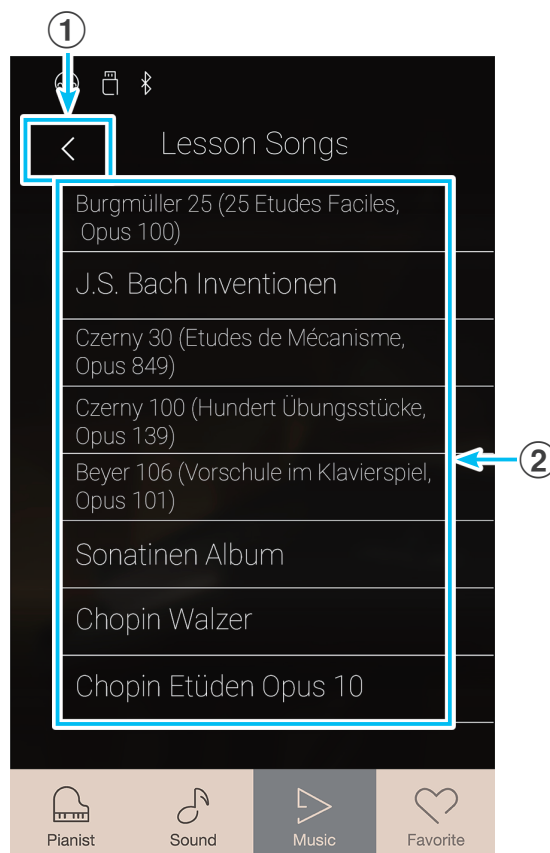 1
Lesson Songs
Burgmüller 25 (25 Etudes Faciles,
Opus 100)
J.S. Bach Inventionen
Czerny 30 (Etudes de Mécanisme,
Opus 849)
Czerny 100 (Hundert Übungsstücke,
Opus 139)
2
Beyer 106 (Vorschule im Klavierspiel,
Opus 101)
Sonatinen Album
Chopin Walzer
Chopin Etüden Opus 10
Pianist Sound Music Favorite